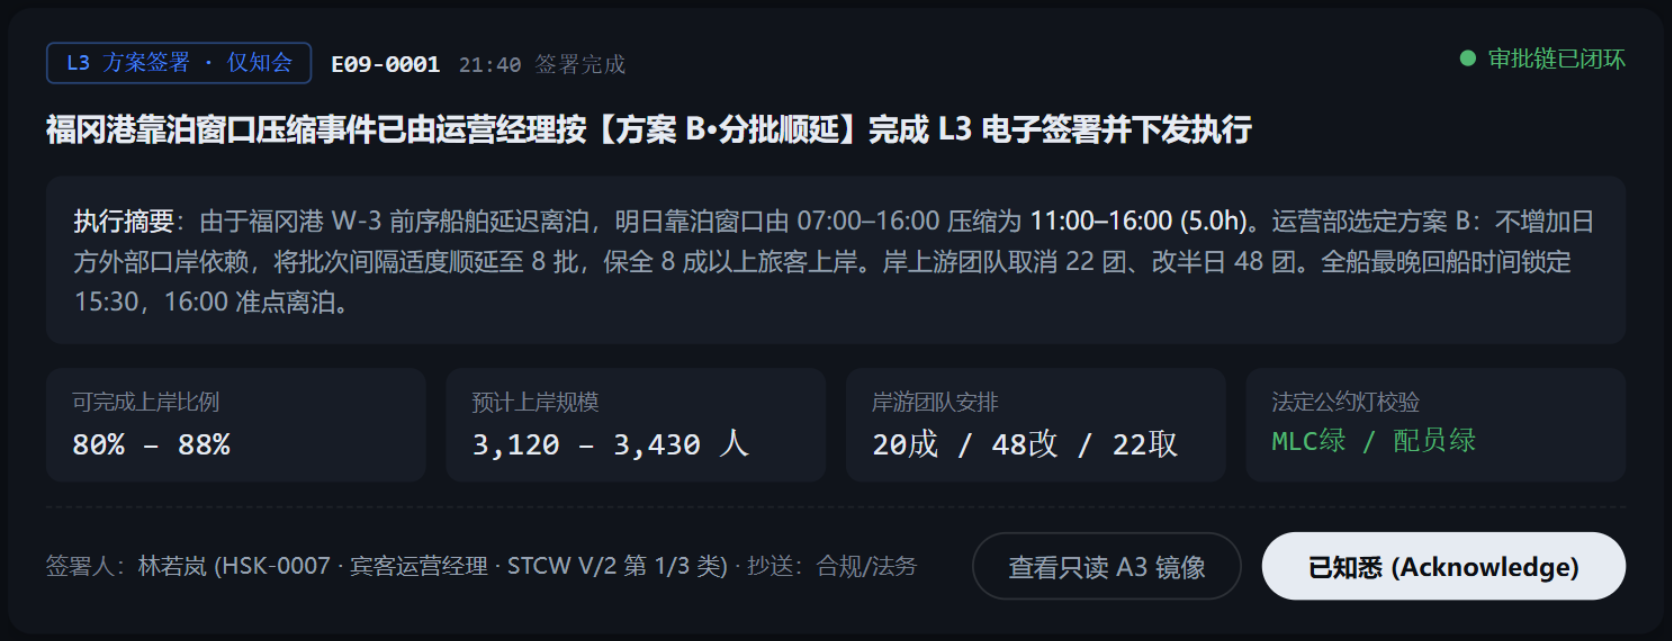 L3 方案签署 · 仅知会 E09-0001 21:40 签署完成
审批链已闭环
福冈港靠泊窗口压缩事件已由运营经理按【方案 B·分批顺延】完成 L3 电子签署并下发执行
执行摘要：由于福冈港 W-3 前序船舶延迟离泊，明日靠泊窗口由 07:00–16:00 压缩为 11:00–16:00 (5.0h)。运营部选定方案 B：不增加日
方外部口岸依赖，将批次间隔适度顺延至 8 批，保全 8 成以上旅客上岸。岸上游团队取消 22 团、改半日 48 团。全船最晚回船时间锁定
15:30，16:00 准点离泊。
可完成上岸比例
80% – 88%
预计上岸规模
3,120 – 3,430 人
岸游团队安排
20成 / 48改 / 22取
法定公约灯校验
MLC绿 / 配员绿
签署人：林若岚 (HSK-0007 · 宾客运营经理 · STCW V/2 第 1/3 类) · 抄送：合规/法务
查看只读 A3 镜像
已知悉 (Acknowledge)